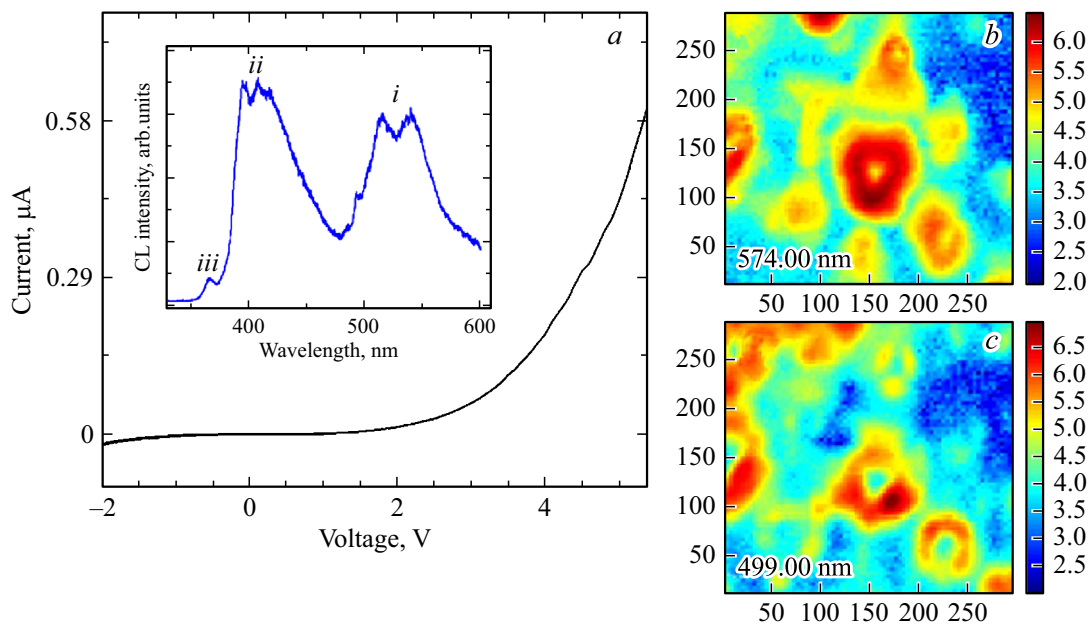 a
0.58
0.29
0
Current, μA
−2
0
2
4
Voltage, V
CL intensity, arb.units
ii
i
iii
400
500
600
Wavelength, nm
b
250
200
150
100
50
574.00 nm
50 100 150 200 250
6.0
5.5
5.0
4.5
4.0
3.5
3.0
2.5
2.0
c
250
200
150
100
50
499.00 nm
50 100 150 200 250
6.5
6.0
5.5
5.0
4.5
4.0
3.5
3.0
2.5